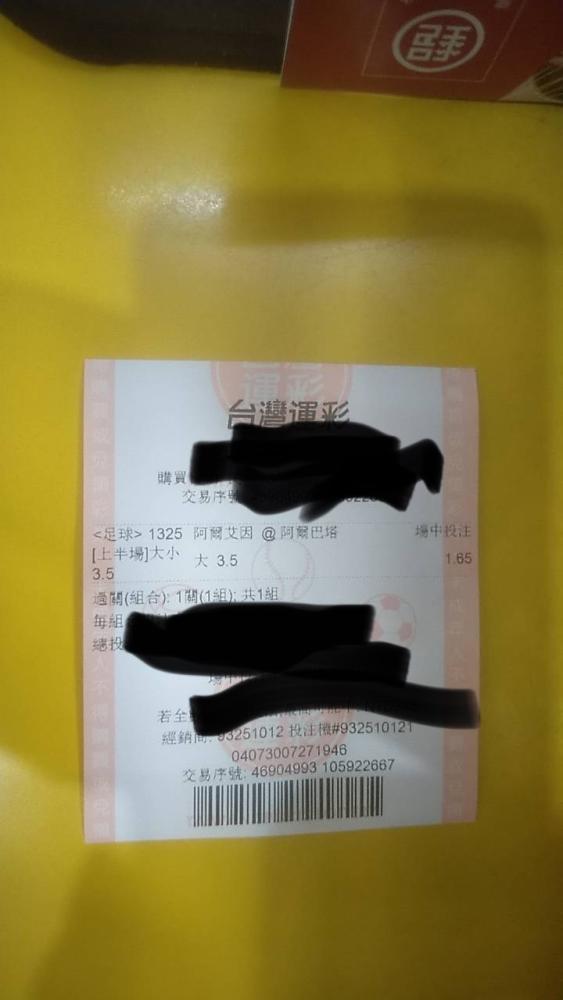 台灣運彩
購買
交易序號
<足球> 1325 阿爾艾因 @ 阿爾巴塔 場中投注
[上半場]大小 大 3.5 1.65
3.5
過關(組合): 1關(1組); 共1組
每組
總投
場中
若全
經銷商: 93251012 投注機#932510121
04073007271946
交易序號: 46904993 105922667